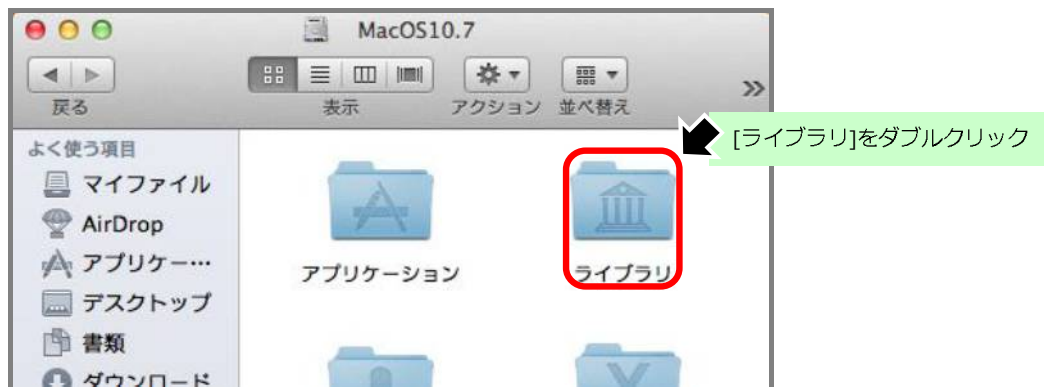 MacOS10.7
戻る
表示
アクション
並べ替え
[ライブラリ]をダブルクリック
よく使う項目
マイファイル
AirDrop
アプリケー…
デスクトップ
書類
ダウンロード
アプリケーション
ライブラリ